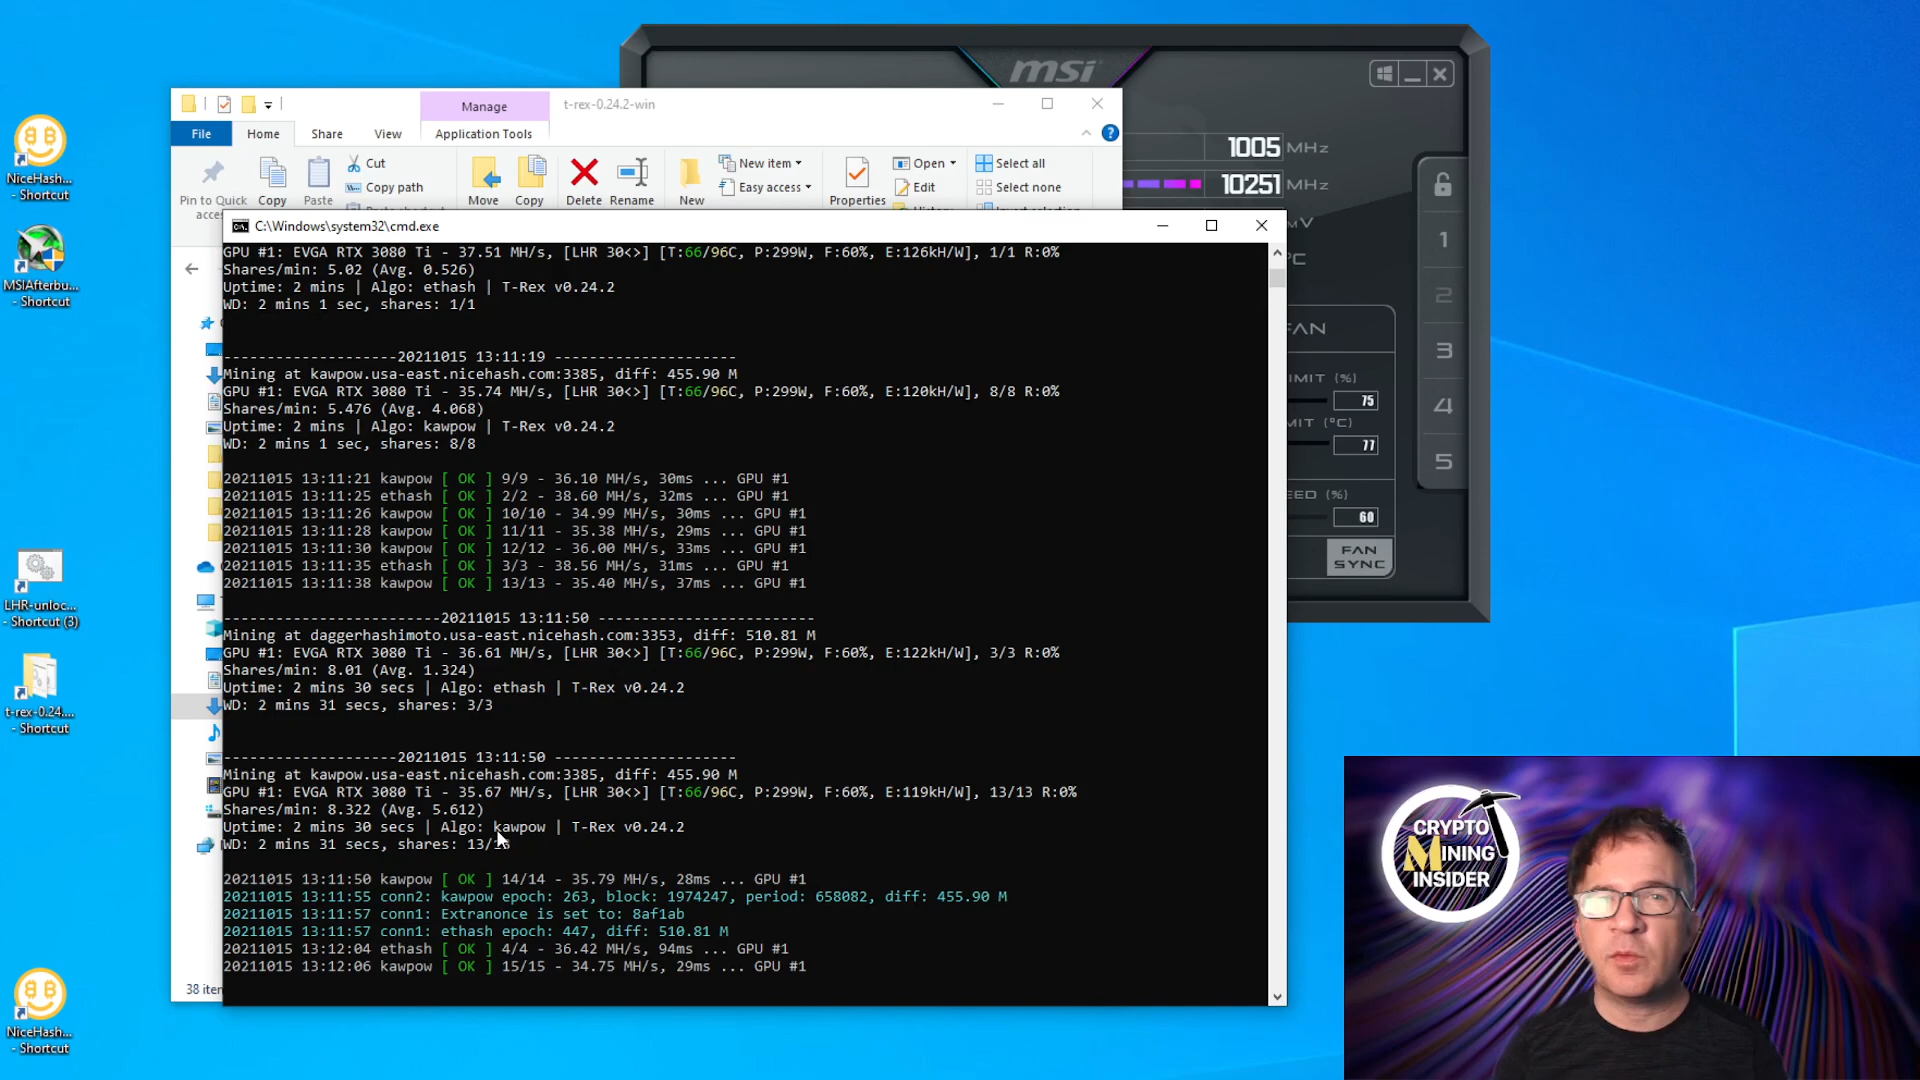 NiceHash...
- Shortcut
MSIAfterbu...
- Shortcut
LHR-unloc...
- Shortcut (3)
t-rex-0.24....
- Shortcut
NiceHash...
- Shortcut
Manage
t-rex-0.24.2-win
File
Home
Share
View
Application Tools
Pin to Quick
Copy
Paste
Cut
Copy path
Move
Copy
Delete
Rename
New
New item
Easy access
Properties
Open
Edit
Select all
Select none
38 iten
C:\Windows\system32\cmd.exe
GPU #1: EVGA RTX 3080 Ti - 37.51 MH/s, [LHR 30<>] [T:66/96C, P:299W, F:60%, E:126kH/W], 1/1 R:0%
Shares/min: 5.02 (Avg. 0.526)
Uptime: 2 mins | Algo: ethash | T-Rex v0.24.2
WD: 2 mins 1 sec, shares: 1/1
--------------------20211015 13:11:19 ---------------------
Mining at kawpow.usa-east.nicehash.com:3385, diff: 455.90 M
GPU #1: EVGA RTX 3080 Ti - 35.74 MH/s, [LHR 30<>] [T:66/96C, P:299W, F:60%, E:120kH/W], 8/8 R:0%
Shares/min: 5.476 (Avg. 4.068)
Uptime: 2 mins | Algo: kawpow | T-Rex v0.24.2
WD: 2 mins 1 sec, shares: 8/8
20211015 13:11:21 kawpow [ OK ] 9/9 - 36.10 MH/s, 30ms ... GPU #1
20211015 13:11:25 ethash [ OK ] 2/2 - 38.60 MH/s, 32ms ... GPU #1
20211015 13:11:26 kawpow [ OK ] 10/10 - 34.99 MH/s, 30ms ... GPU #1
20211015 13:11:28 kawpow [ OK ] 11/11 - 35.38 MH/s, 29ms ... GPU #1
20211015 13:11:30 kawpow [ OK ] 12/12 - 36.00 MH/s, 33ms ... GPU #1
20211015 13:11:35 ethash [ OK ] 3/3 - 38.56 MH/s, 31ms ... GPU #1
20211015 13:11:38 kawpow [ OK ] 13/13 - 35.40 MH/s, 37ms ... GPU #1
-------------------------20211015 13:11:50 -------------------------
Mining at daggerhashimoto.usa-east.nicehash.com:3353, diff: 510.81 M
GPU #1: EVGA RTX 3080 Ti - 36.61 MH/s, [LHR 30<>] [T:66/96C, P:299W, F:60%, E:122kH/W], 3/3 R:0%
Shares/min: 8.01 (Avg. 1.324)
Uptime: 2 mins 30 secs | Algo: ethash | T-Rex v0.24.2
WD: 2 mins 31 secs, shares: 3/3
--------------------20211015 13:11:50 ---------------------
Mining at kawpow.usa-east.nicehash.com:3385, diff: 455.90 M
GPU #1: EVGA RTX 3080 Ti - 35.67 MH/s, [LHR 30<>] [T:66/96C, P:299W, F:60%, E:119kH/W], 13/13 R:0%
Shares/min: 8.322 (Avg. 5.612)
Uptime: 2 mins 30 secs | Algo: kawpow | T-Rex v0.24.2
WD: 2 mins 31 secs, shares: 13/13
20211015 13:11:50 kawpow [ OK ] 14/14 - 35.79 MH/s, 28ms ... GPU #1
20211015 13:11:55 conn2: kawpow epoch: 263, block: 1974247, period: 658082, diff: 455.90 M
20211015 13:11:57 conn1: Extranonce is set to: 8af1ab
20211015 13:11:57 conn1: ethash epoch: 447, diff: 510.81 M
20211015 13:12:04 ethash [ OK ] 4/4 - 36.42 MH/s, 94ms ... GPU #1
20211015 13:12:06 kawpow [ OK ] 15/15 - 34.75 MH/s, 29ms ... GPU #1
msi
1005 MHz
10251 MHz
mV
°C
FAN
IMIT (%)
75
MIT (°C)
77
EED (%)
60
FAN
SYNC
1
2
3
4
5
CRYPTO
MINING
INSIDER